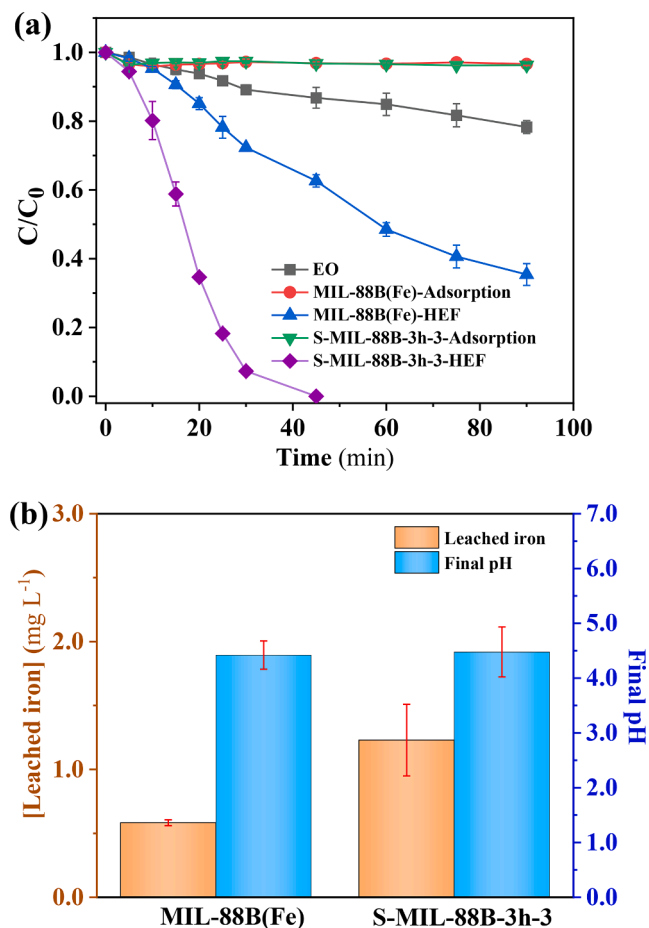 (a)
C/C0
1.0
0.8
0.6
0.4
0.2
0.0
EO
MIL-88B(Fe)-Adsorption
MIL-88B(Fe)-HEF
S-MIL-88B-3h-3-Adsorption
S-MIL-88B-3h-3-HEF
0 20 40 60 80 100
Time (min)
(b)
[Leached iron] (mg L-1)
3.0
2.0
1.0
0.0
Leached iron
Final pH
7.0
6.0
5.0
4.0
3.0
2.0
1.0
0.0
Final pH
MIL-88B(Fe) S-MIL-88B-3h-3